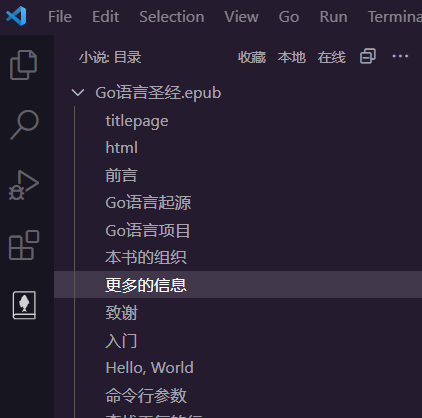 File Edit Selection View Go Run Termina
小说: 目录 收藏 本地 在线
Go语言圣经.epub
titlepage
html
前言
Go语言起源
Go语言项目
本书的组织
更多的信息
致谢
入门
Hello, World
命令行参数